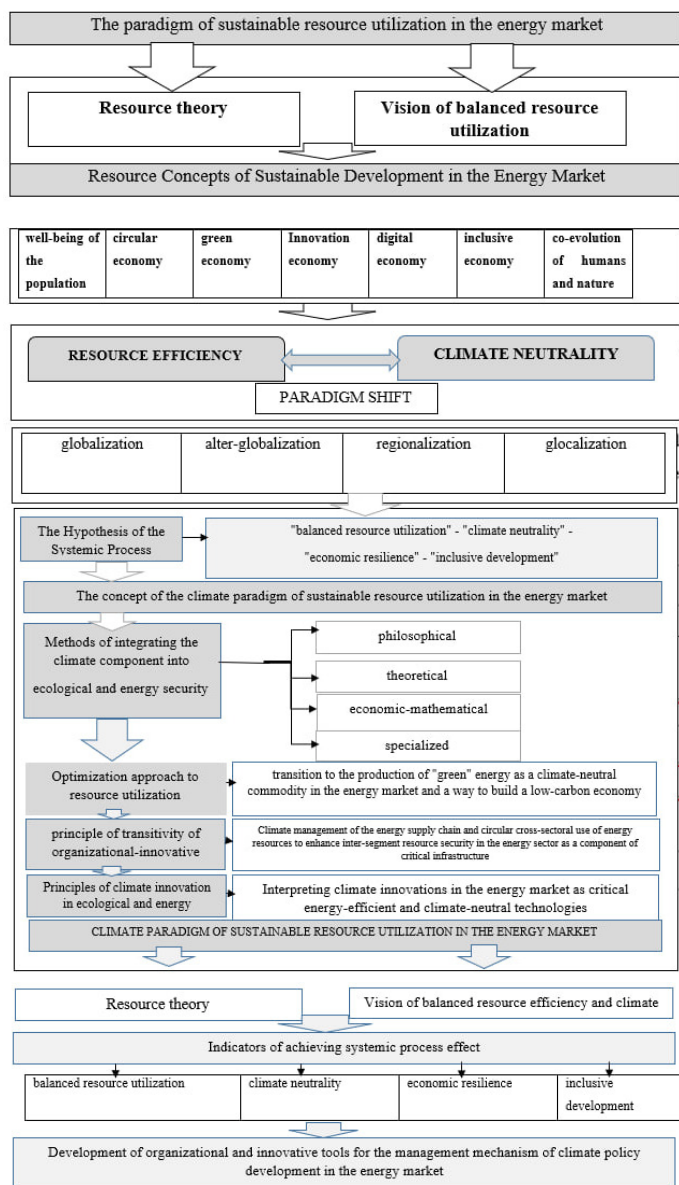 The paradigm of sustainable resource utilization in the energy market
Resource theory
Vision of balanced resource
utilization
Resource Concepts of Sustainable Development in the Energy Market
well-being of
the
population
circular
economy
green
economy
Innovation
economy
digital
economy
inclusive
economy
co-evolution
of humans
and nature
RESOURCE EFFICIENCY
CLIMATE NEUTRALITY
PARADIGM SHIFT
globalization
alter-globalization
regionalization
glocalization
The Hypothesis of the
Systemic Process
"balanced resource utilization" - "climate neutrality" -
"economic resilience" - "inclusive development"
The concept of the climate paradigm of sustainable resource utilization in the energy market
Methods of integrating the
climate component into
ecological and energy security
philosophical
theoretical
economic-mathematical
specialized
Optimization approach to
resource utilization
transition to the production of "green" energy as a climate-neutral
commodity in the energy market and a way to build a low-carbon economy
principle of transitivity of
organizational-innovative
Climate management of the energy supply chain and circular cross-sectoral use of energy
resources to enhance inter-segment resource security in the energy sector as a component of
critical infrastructure
Principles of climate innovation
in ecological and energy
Interpreting climate innovations in the energy market as critical
energy-efficient and climate-neutral technologies
CLIMATE PARADIGM OF SUSTAINABLE RESOURCE UTILIZATION IN THE ENERGY MARKET
Resource theory
Vision of balanced resource efficiency and climate
Indicators of achieving systemic process effect
balanced resource utilization
climate neutrality
economic resilience
inclusive
development
Development of organizational and innovative tools for the management mechanism of climate policy
development in the energy market